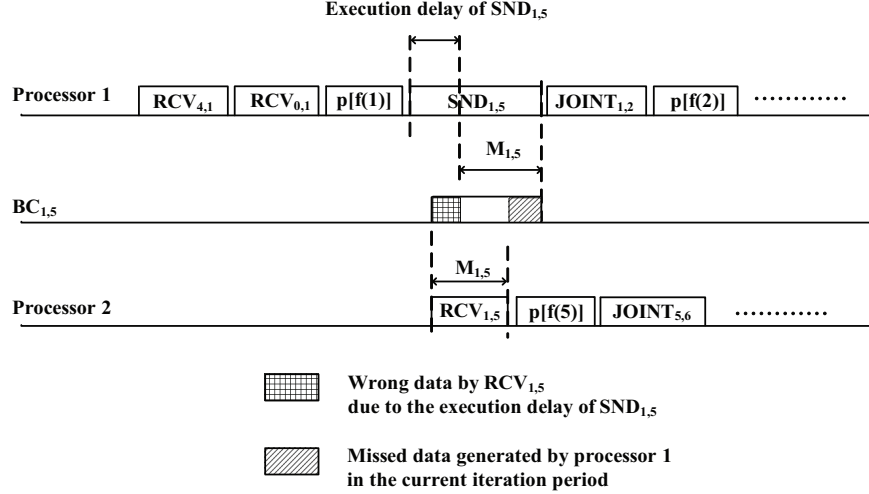 Execution delay of SND1,5
Processor 1
RCV4,1 RCV0,1 p[f(1)] SND1,5 JOINT1,2 p[f(2)] ............
M1,5
BC1,5
M1,5
Processor 2
RCV1,5 p[f(5)] JOINT5,6 ............
Wrong data by RCV1,5
due to the execution delay of SND1,5
Missed data generated by processor 1
in the current iteration period